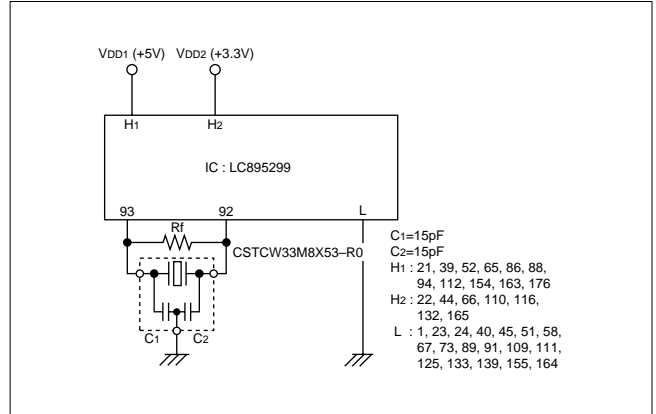 VDD1 (+5V) VDD2 (+3.3V)
H1 H2
IC : LC895299
93 92 L
Rf
CSTCW33M8X53–R0
C1 C2
C1=15pF
C2=15pF
H1 : 21, 39, 52, 65, 86, 88,
94, 112, 154, 163, 176
H2 : 22, 44, 66, 110, 116,
132, 165
L : 1, 23, 24, 40, 45, 51, 58,
67, 73, 89, 91, 109, 111,
125, 133, 139, 155, 164